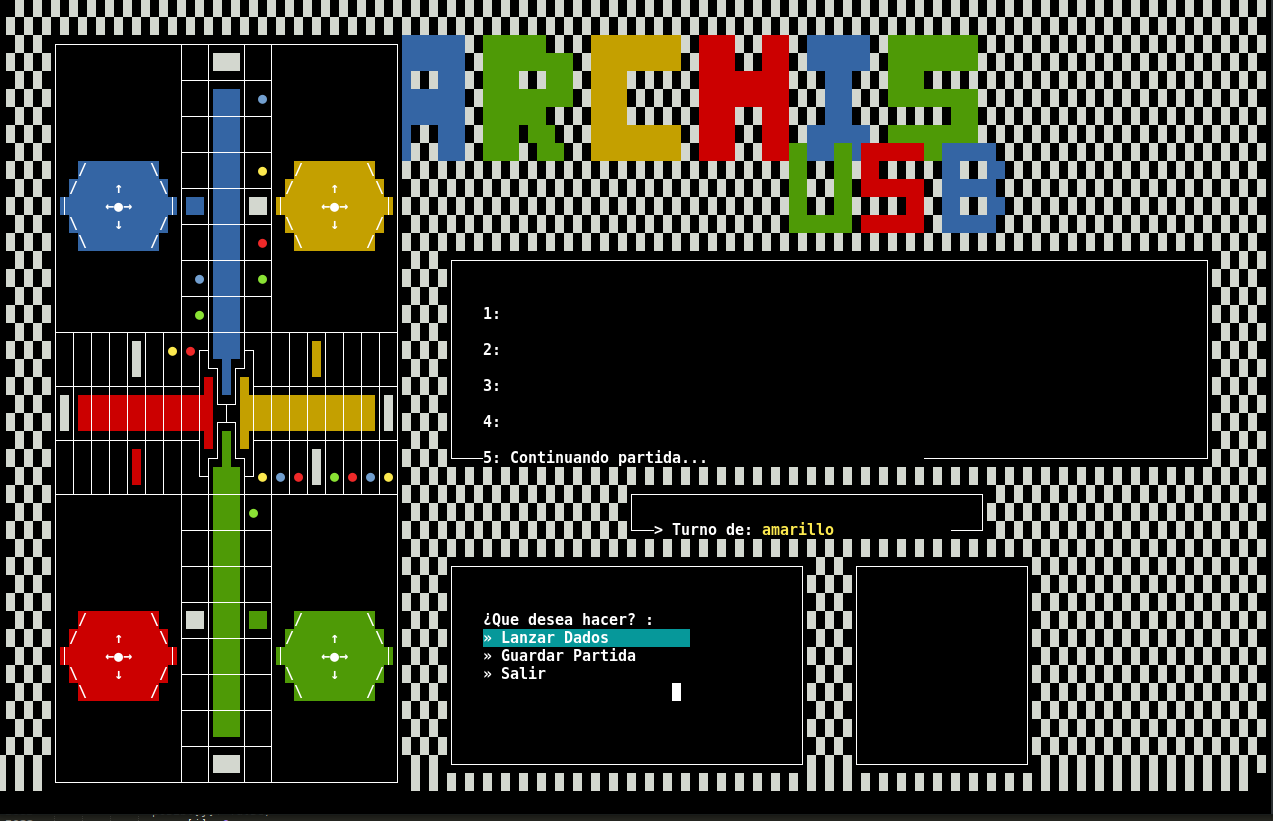 ARCHIS
USB
1:
2:
3:
4:
5: Continuando partida...
> Turno de: amarillo
¿Que desea hacer? :
» Lanzar Dados
» Guardar Partida
» Salir